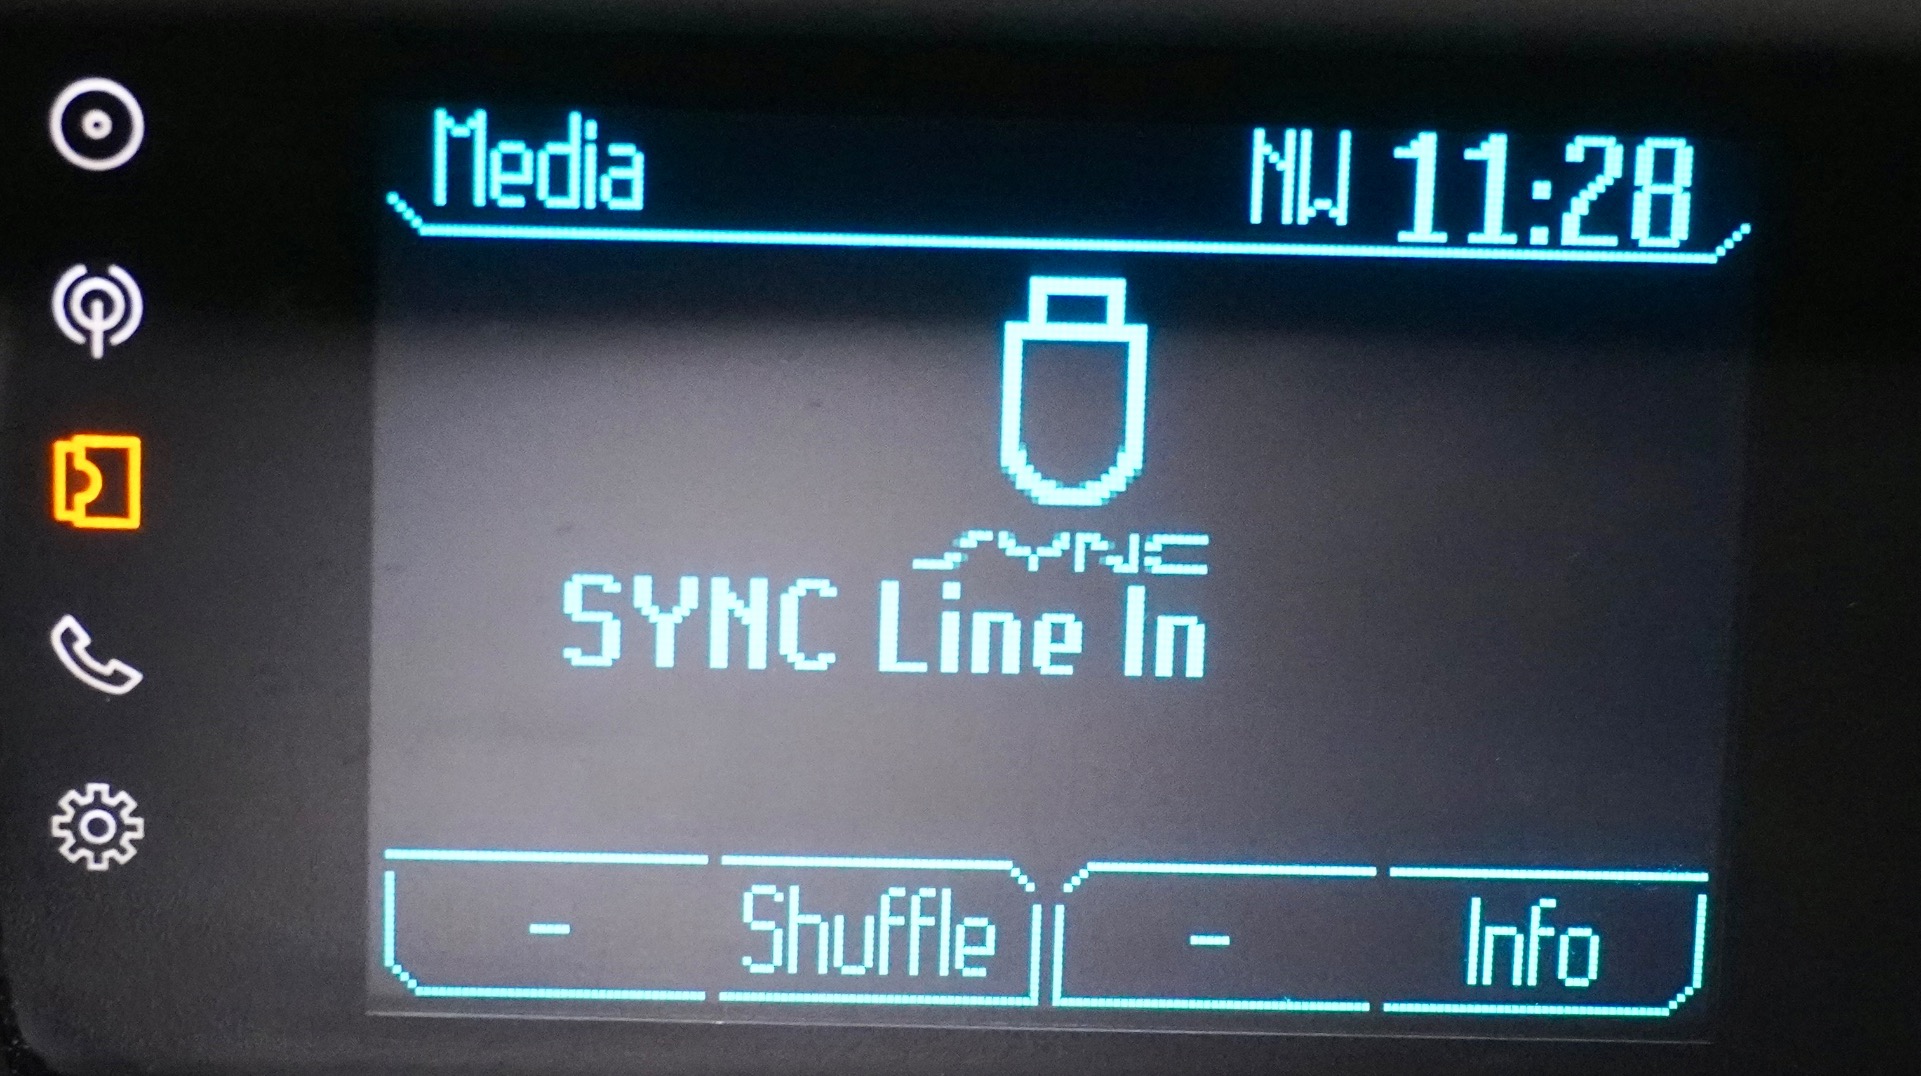 Media NW 11:28
SYNC
SYNC Line In
- Shuffle - Info